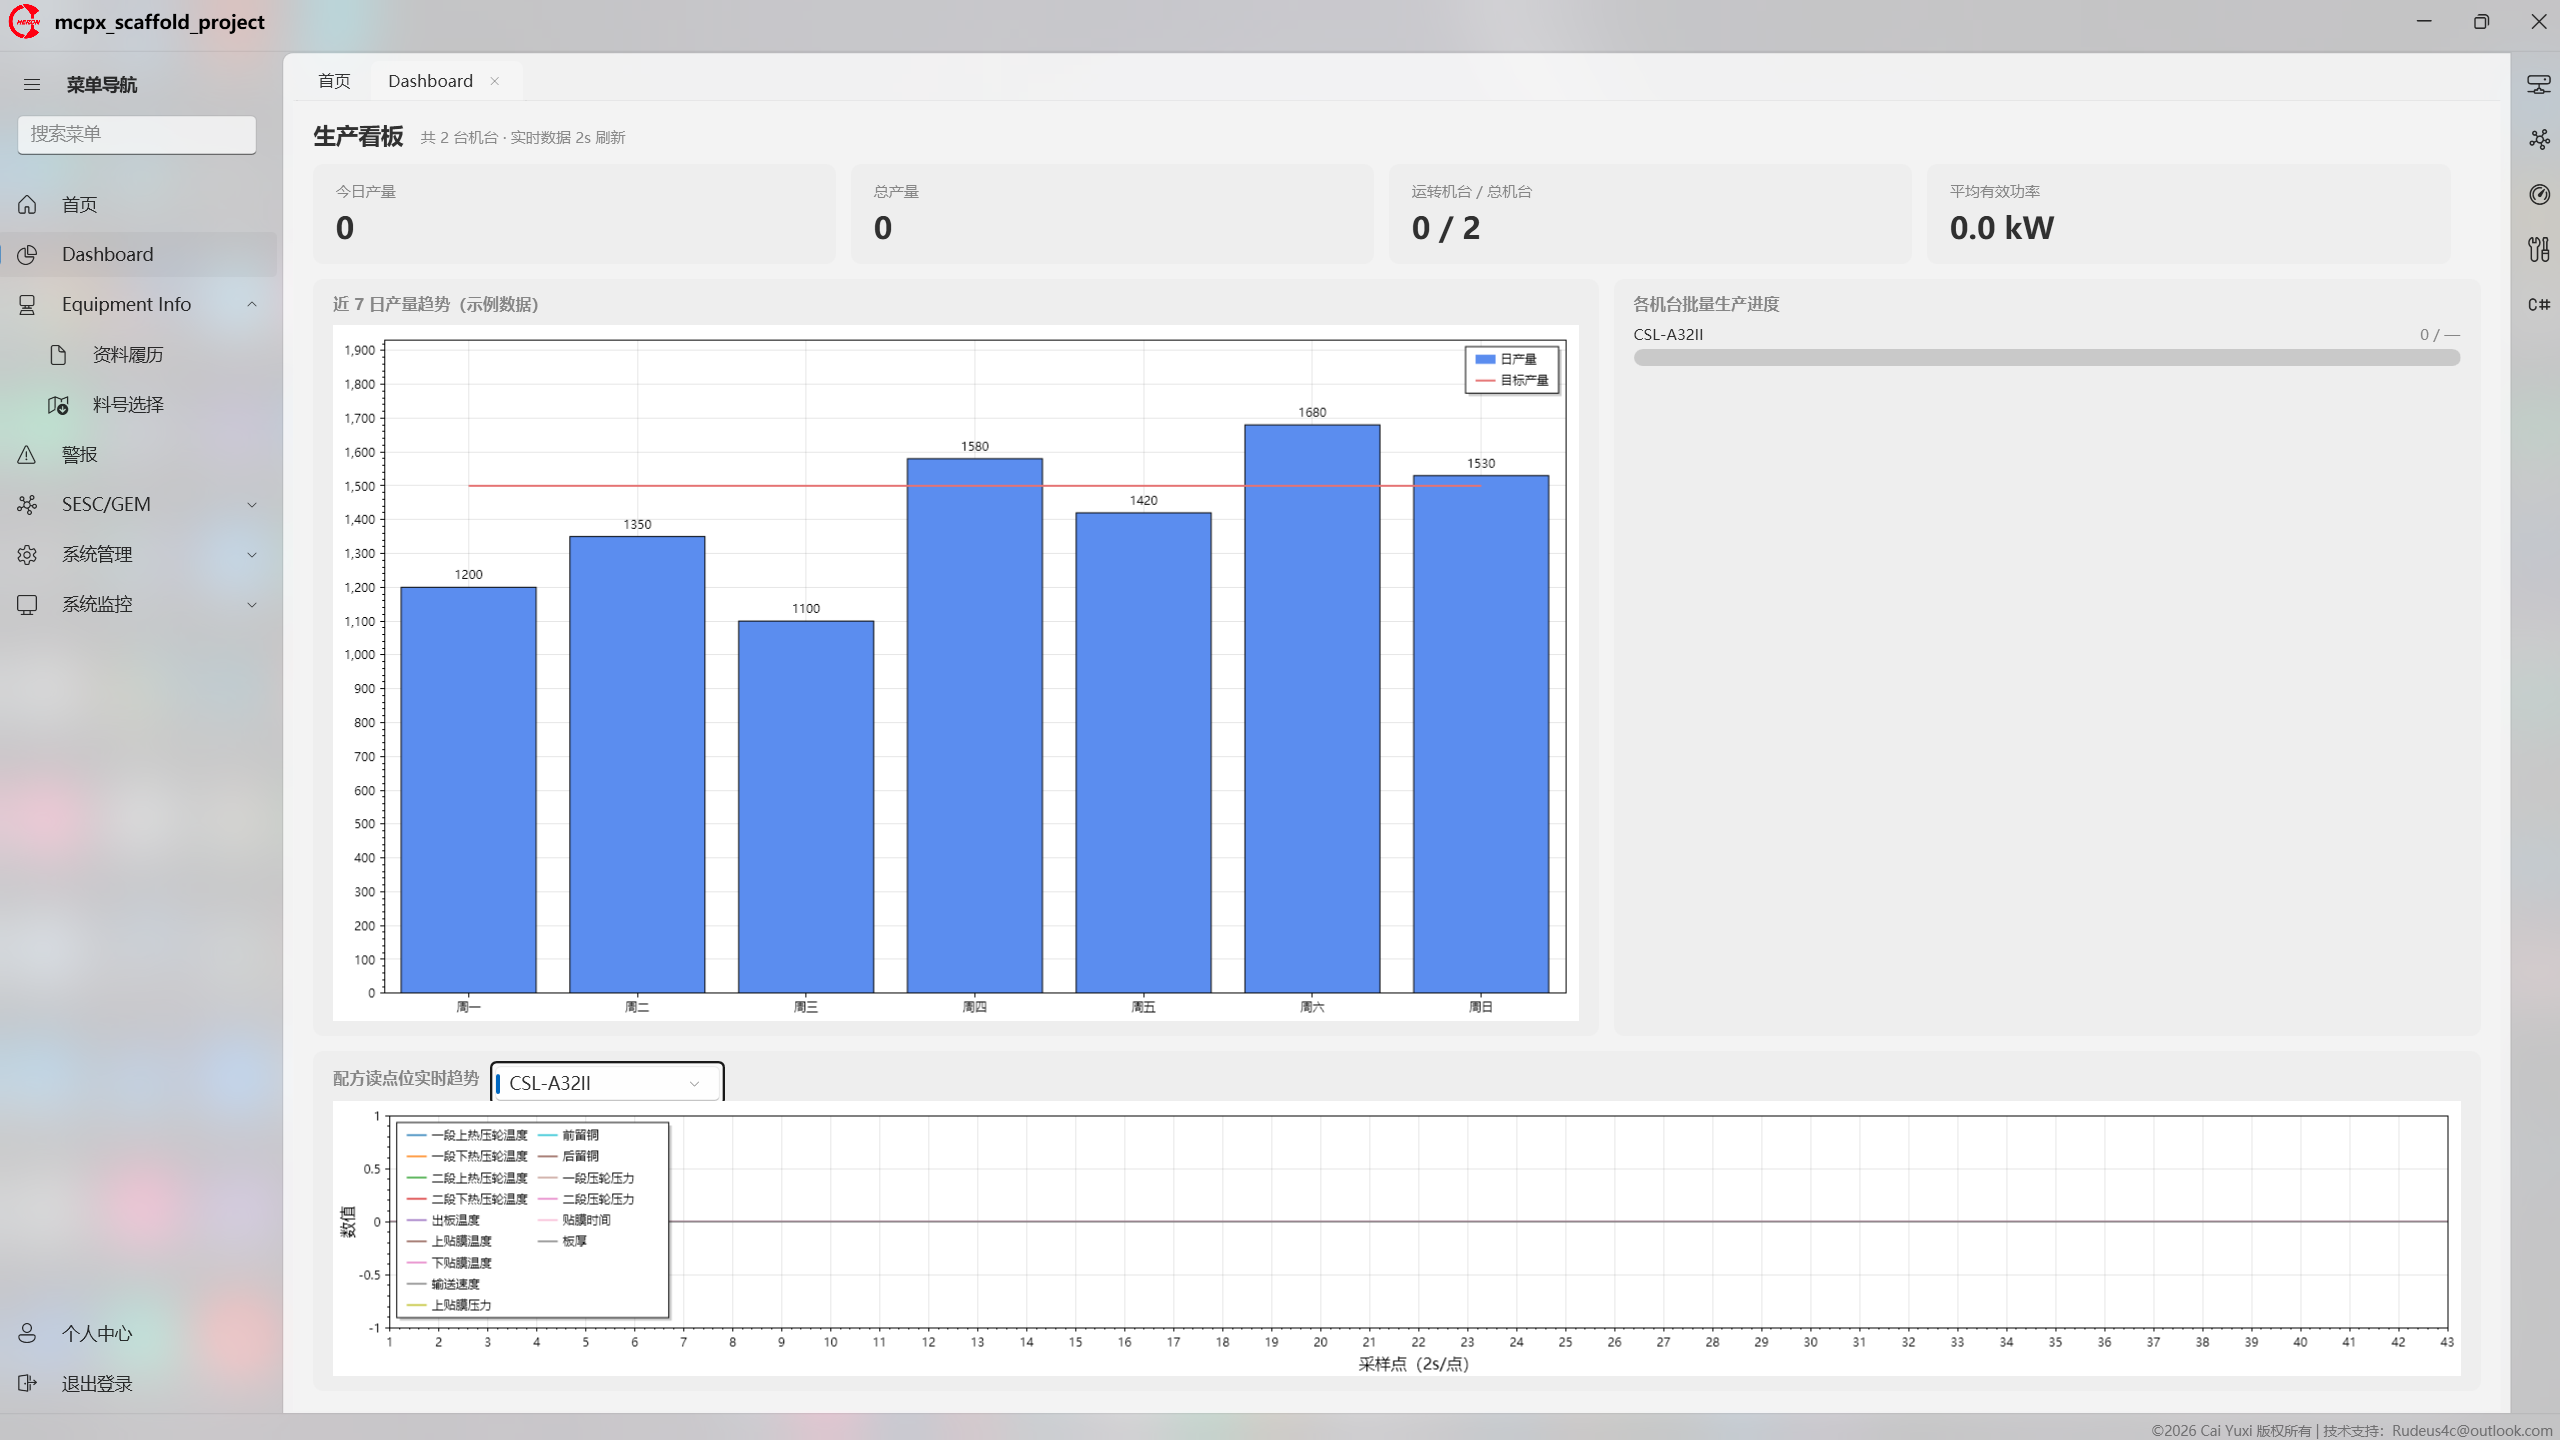 HERON
mcpx_scaffold_project
菜单导航
搜索菜单
首页
Dashboard
Equipment Info
资料履历
料号选择
警报
SESC/GEM
系统管理
系统监控
个人中心
退出登录
首页
Dashboard
生产看板
共 2 台机台 · 实时数据 2s 刷新
今日产量
0
总产量
0
运转机台 / 总机台
0 / 2
平均有效功率
0.0 kW
近 7 日产量趋势（示例数据）
1,900
1,800
1,700
1,600
1,500
1,400
1,300
1,200
1,100
1,000
900
800
700
600
500
400
300
200
100
0
1200
1350
1100
1580
1420
1680
1530
周一
周二
周三
周四
周五
周六
周日
日产量
目标产量
各机台批量生产进度
CSL-A32II
0 / —
C#
配方读点位实时趋势
CSL-A32II
数值
1
0.5
0
-0.5
-1
一段上热压轮温度
一段下热压轮温度
二段上热压轮温度
二段下热压轮温度
出板温度
上贴膜温度
下贴膜温度
输送速度
上贴膜压力
前留铜
后留铜
一段压轮压力
二段压轮压力
贴膜时间
板厚
1 2 3 4 5 6 7 8 9 10 11 12 13 14 15 16 17 18 19 20 21 22 23 24 25 26 27 28 29 30 31 32 33 34 35 36 37 38 39 40 41 42 43
采样点（2s/点）
©2026 Cai Yuxi 版权所有 | 技术支持：Rudeus4c@outlook.com